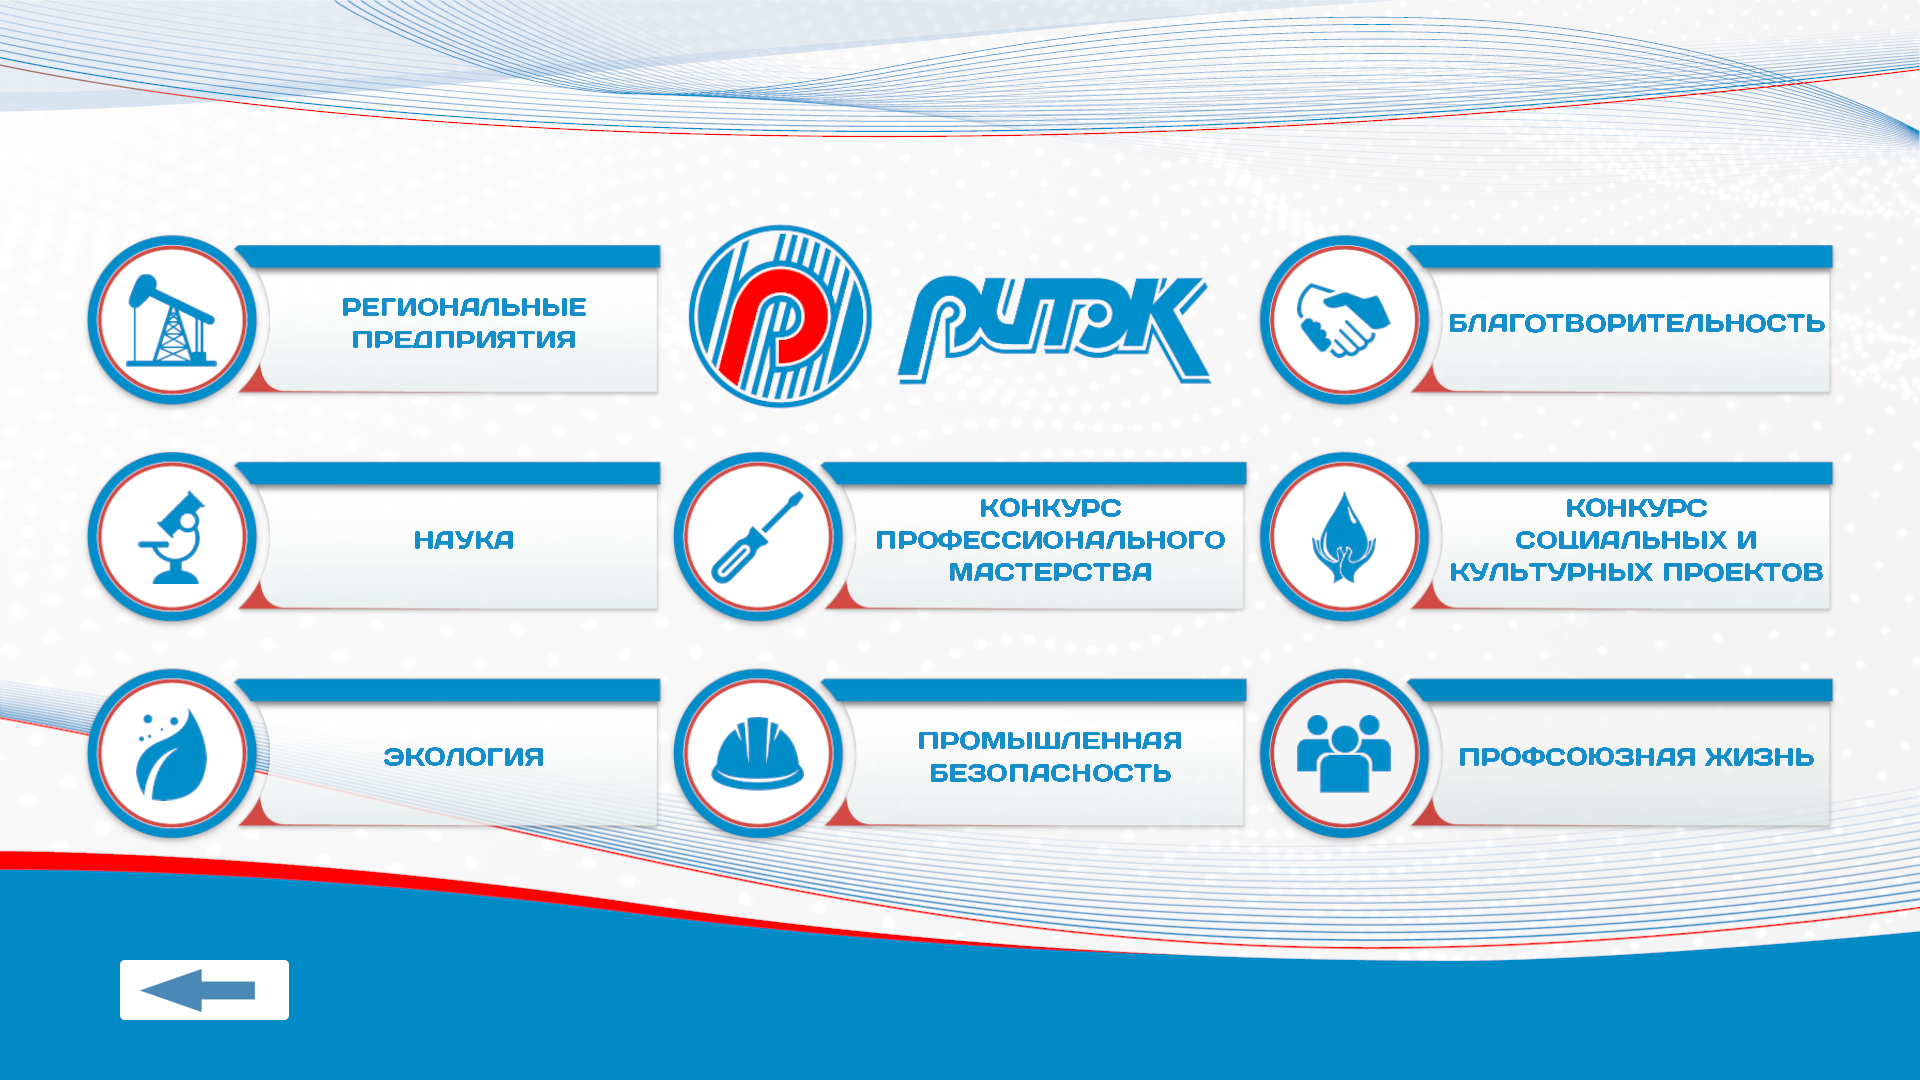 РЕГИОНАЛЬНЫЕ
ПРЕДПРИЯТИЯ
РИТЭК
БЛАГОТВОРИТЕЛЬНОСТЬ
НАУКА
КОНКУРС
ПРОФЕССИОНАЛЬНОГО
МАСТЕРСТВА
КОНКУРС
СОЦИАЛЬНЫХ И
КУЛЬТУРНЫХ ПРОЕКТОВ
ЭКОЛОГИЯ
ПРОМЫШЛЕННАЯ
БЕЗОПАСНОСТЬ
ПРОФСОЮЗНАЯ ЖИЗНЬ